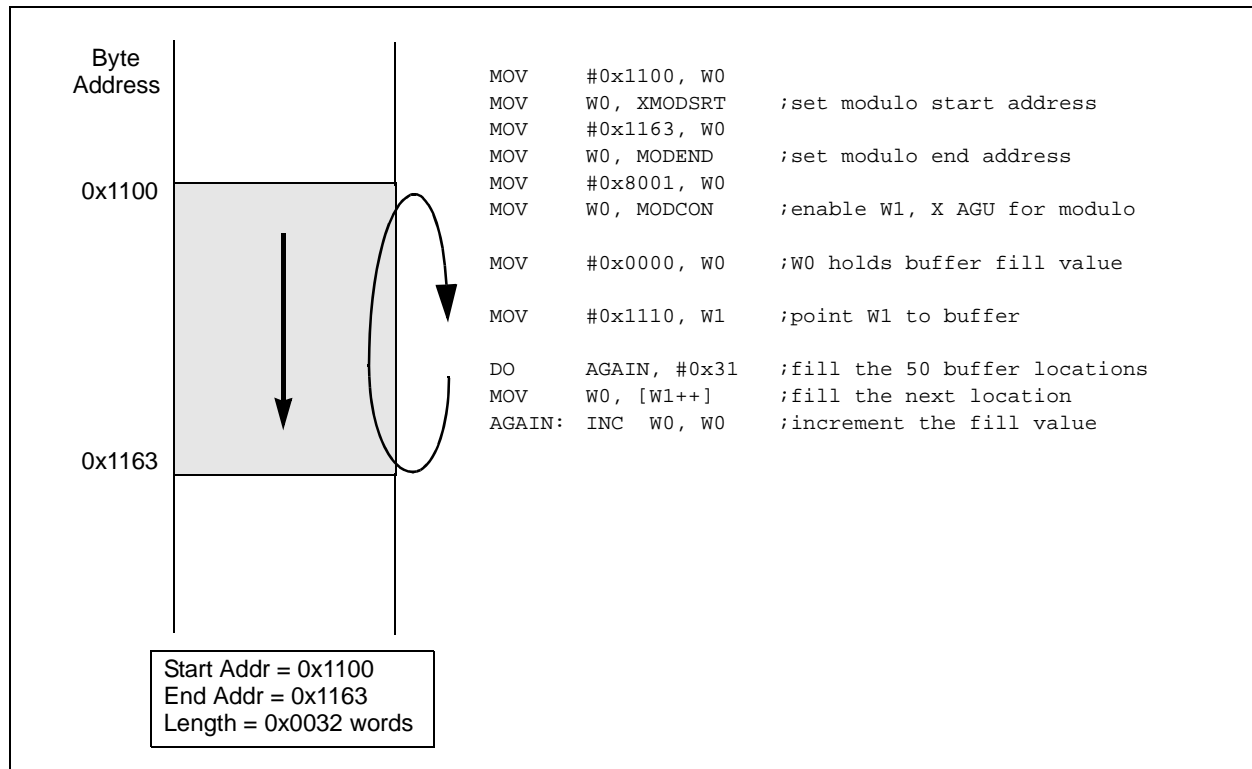 Byte
Address
0x1100
0x1163
MOV #0x1100, W0
MOV W0, XMODSRT ;set modulo start address
MOV #0x1163, W0
MOV W0, MODEND ;set modulo end address
MOV #0x8001, W0
MOV W0, MODCON ;enable W1, X AGU for modulo
MOV #0x0000, W0 ;W0 holds buffer fill value
MOV #0x1110, W1 ;point W1 to buffer
DO AGAIN, #0x31 ;fill the 50 buffer locations
MOV W0, [W1++] ;fill the next location
AGAIN: INC W0, W0 ;increment the fill value
Start Addr = 0x1100
End Addr = 0x1163
Length = 0x0032 words